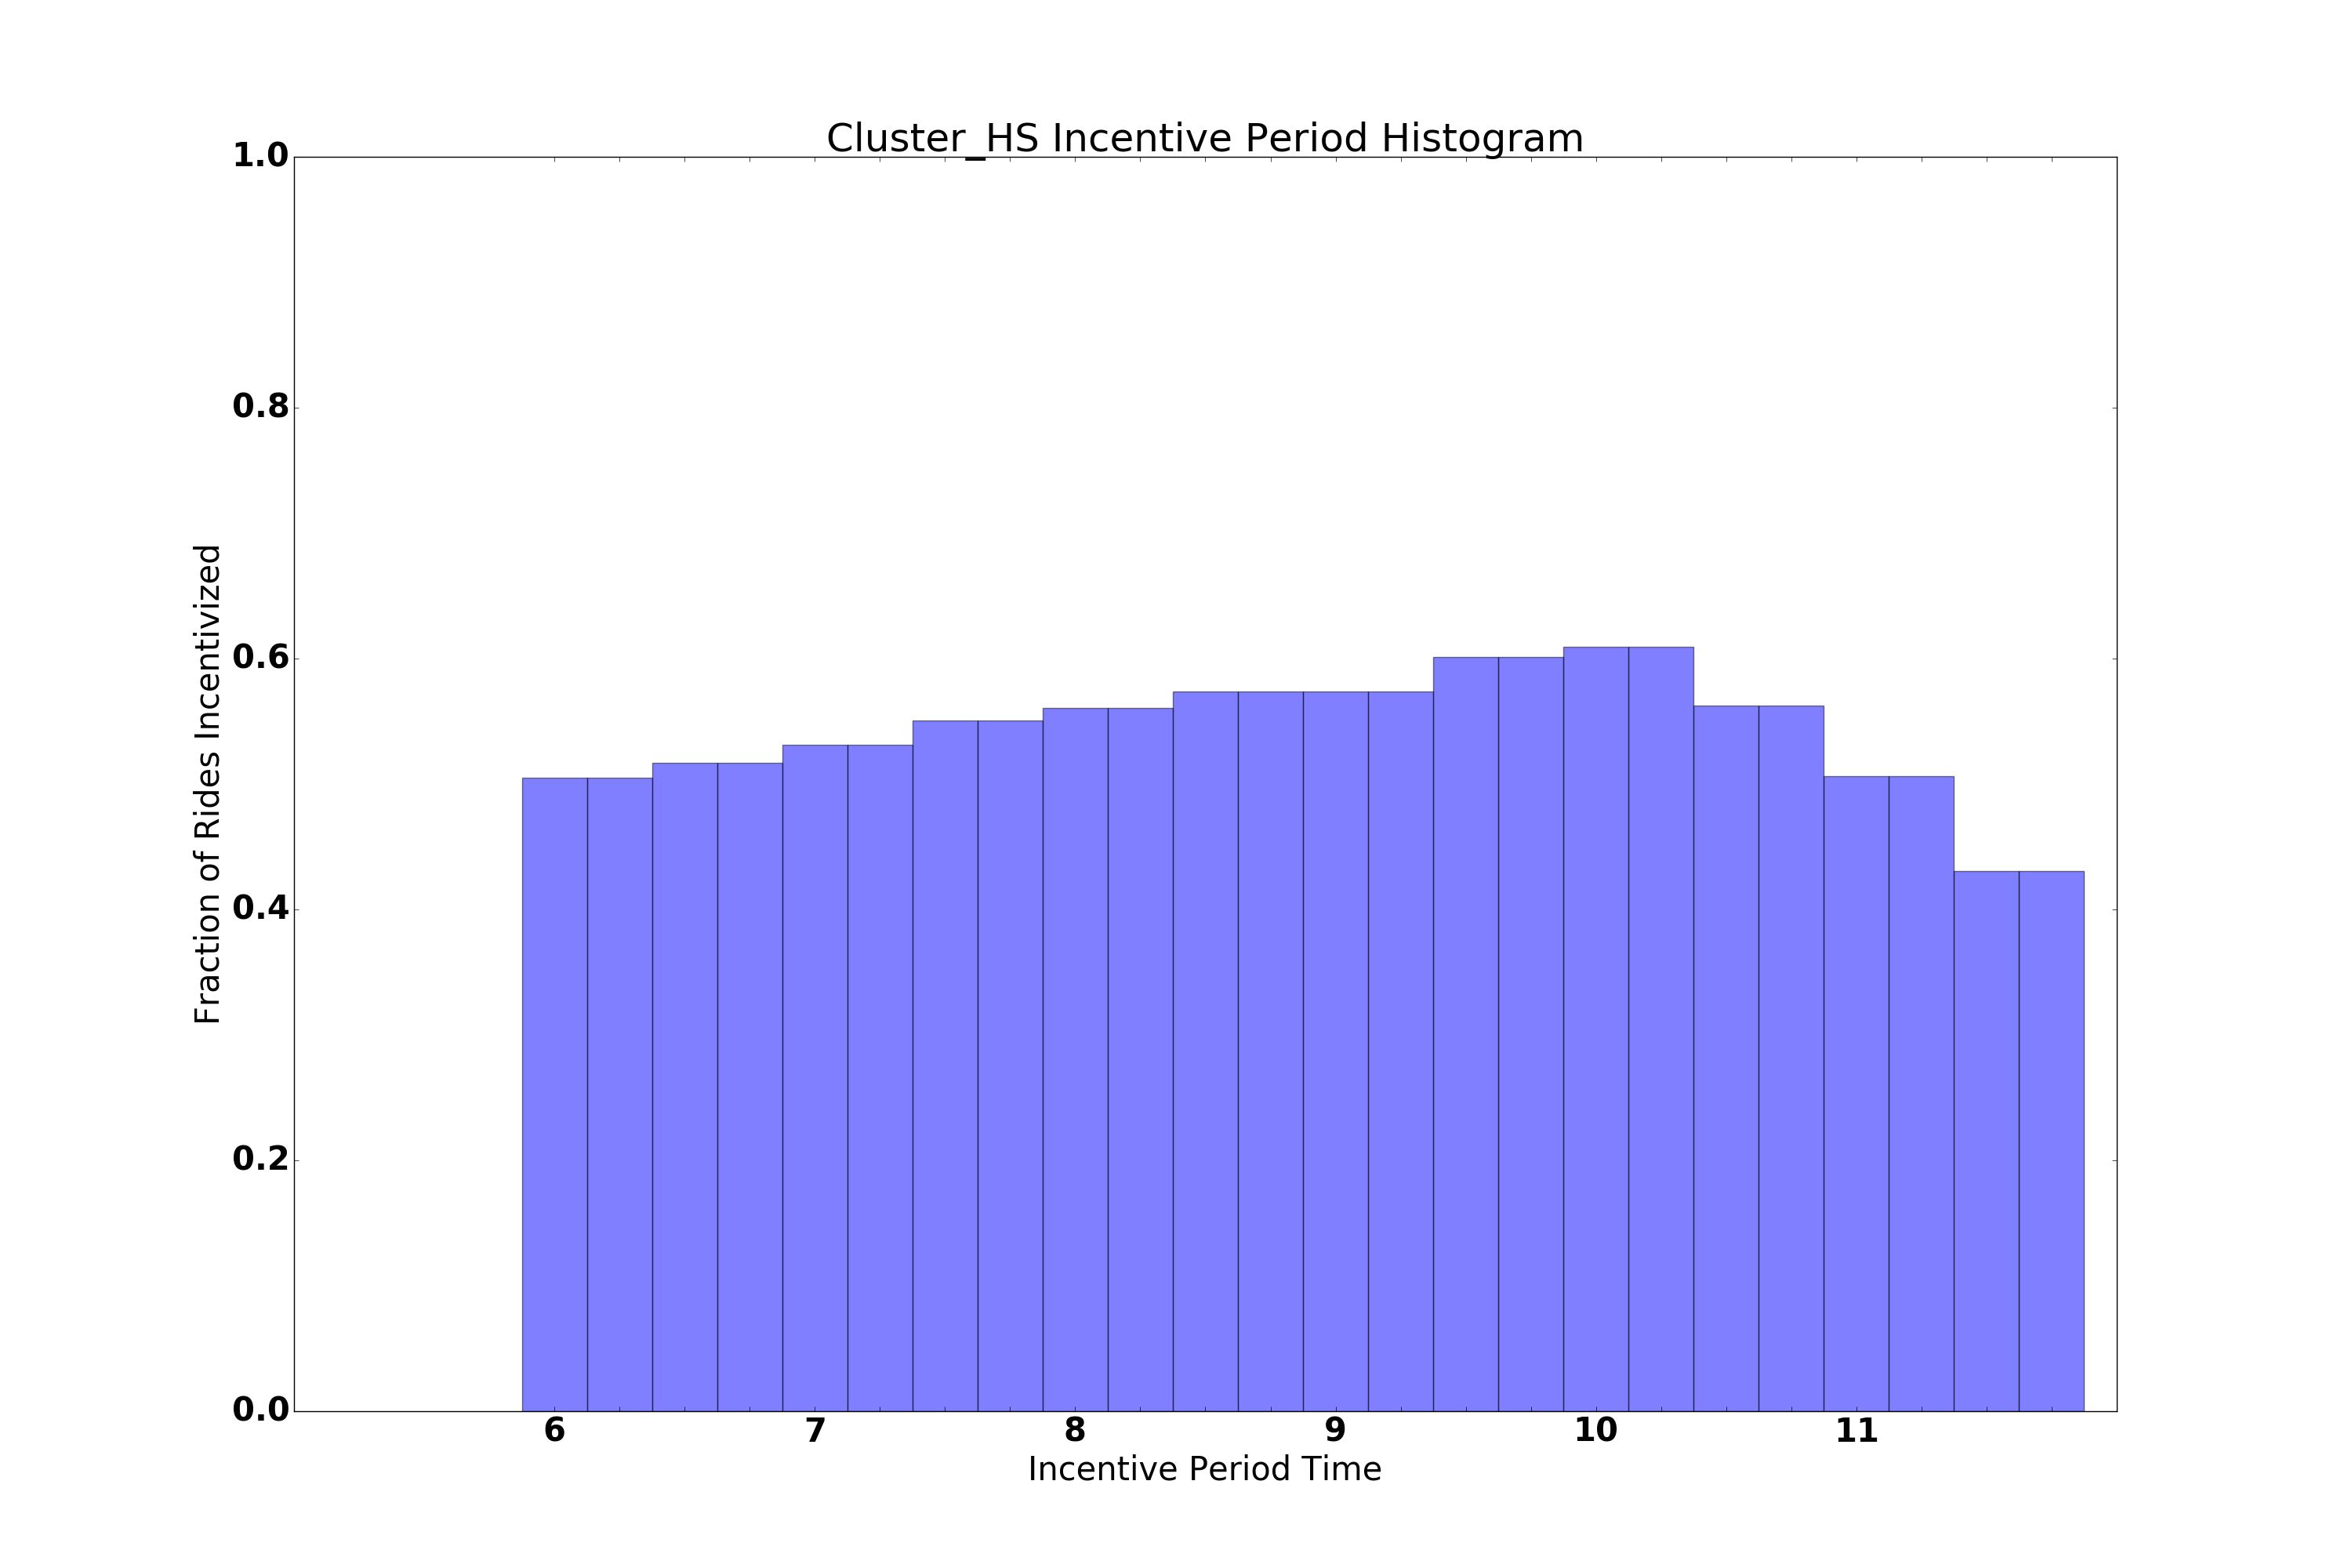 Cluster_HS Incentive Period Histogram
1.0
0.8
0.6
0.4
0.2
0.0
Fraction of Rides Incentivized
6 7 8 9 10 11
Incentive Period Time